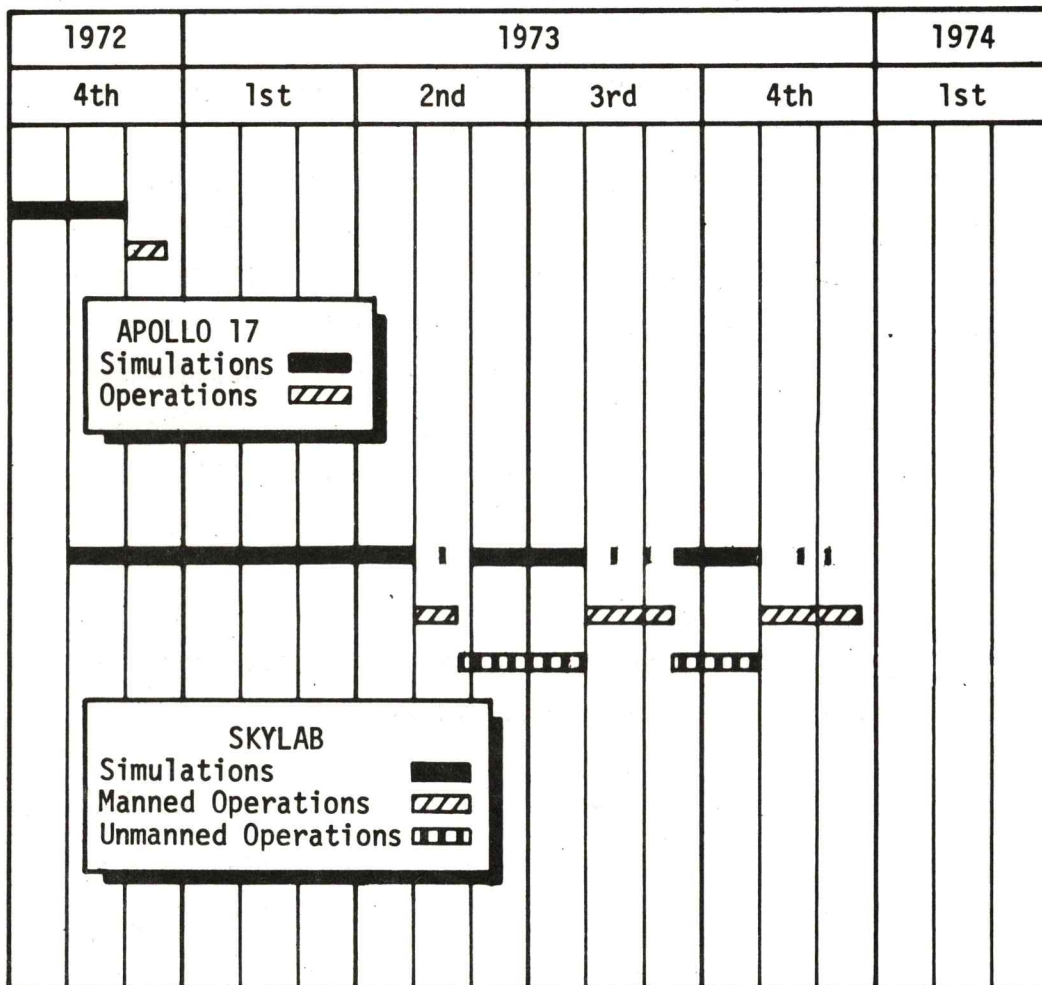 1972 1973 1974
4th 1st 2nd 3rd 4th 1st
APOLLO 17
Simulations
Operations
SKYLAB
Simulations
Manned Operations
Unmanned Operations